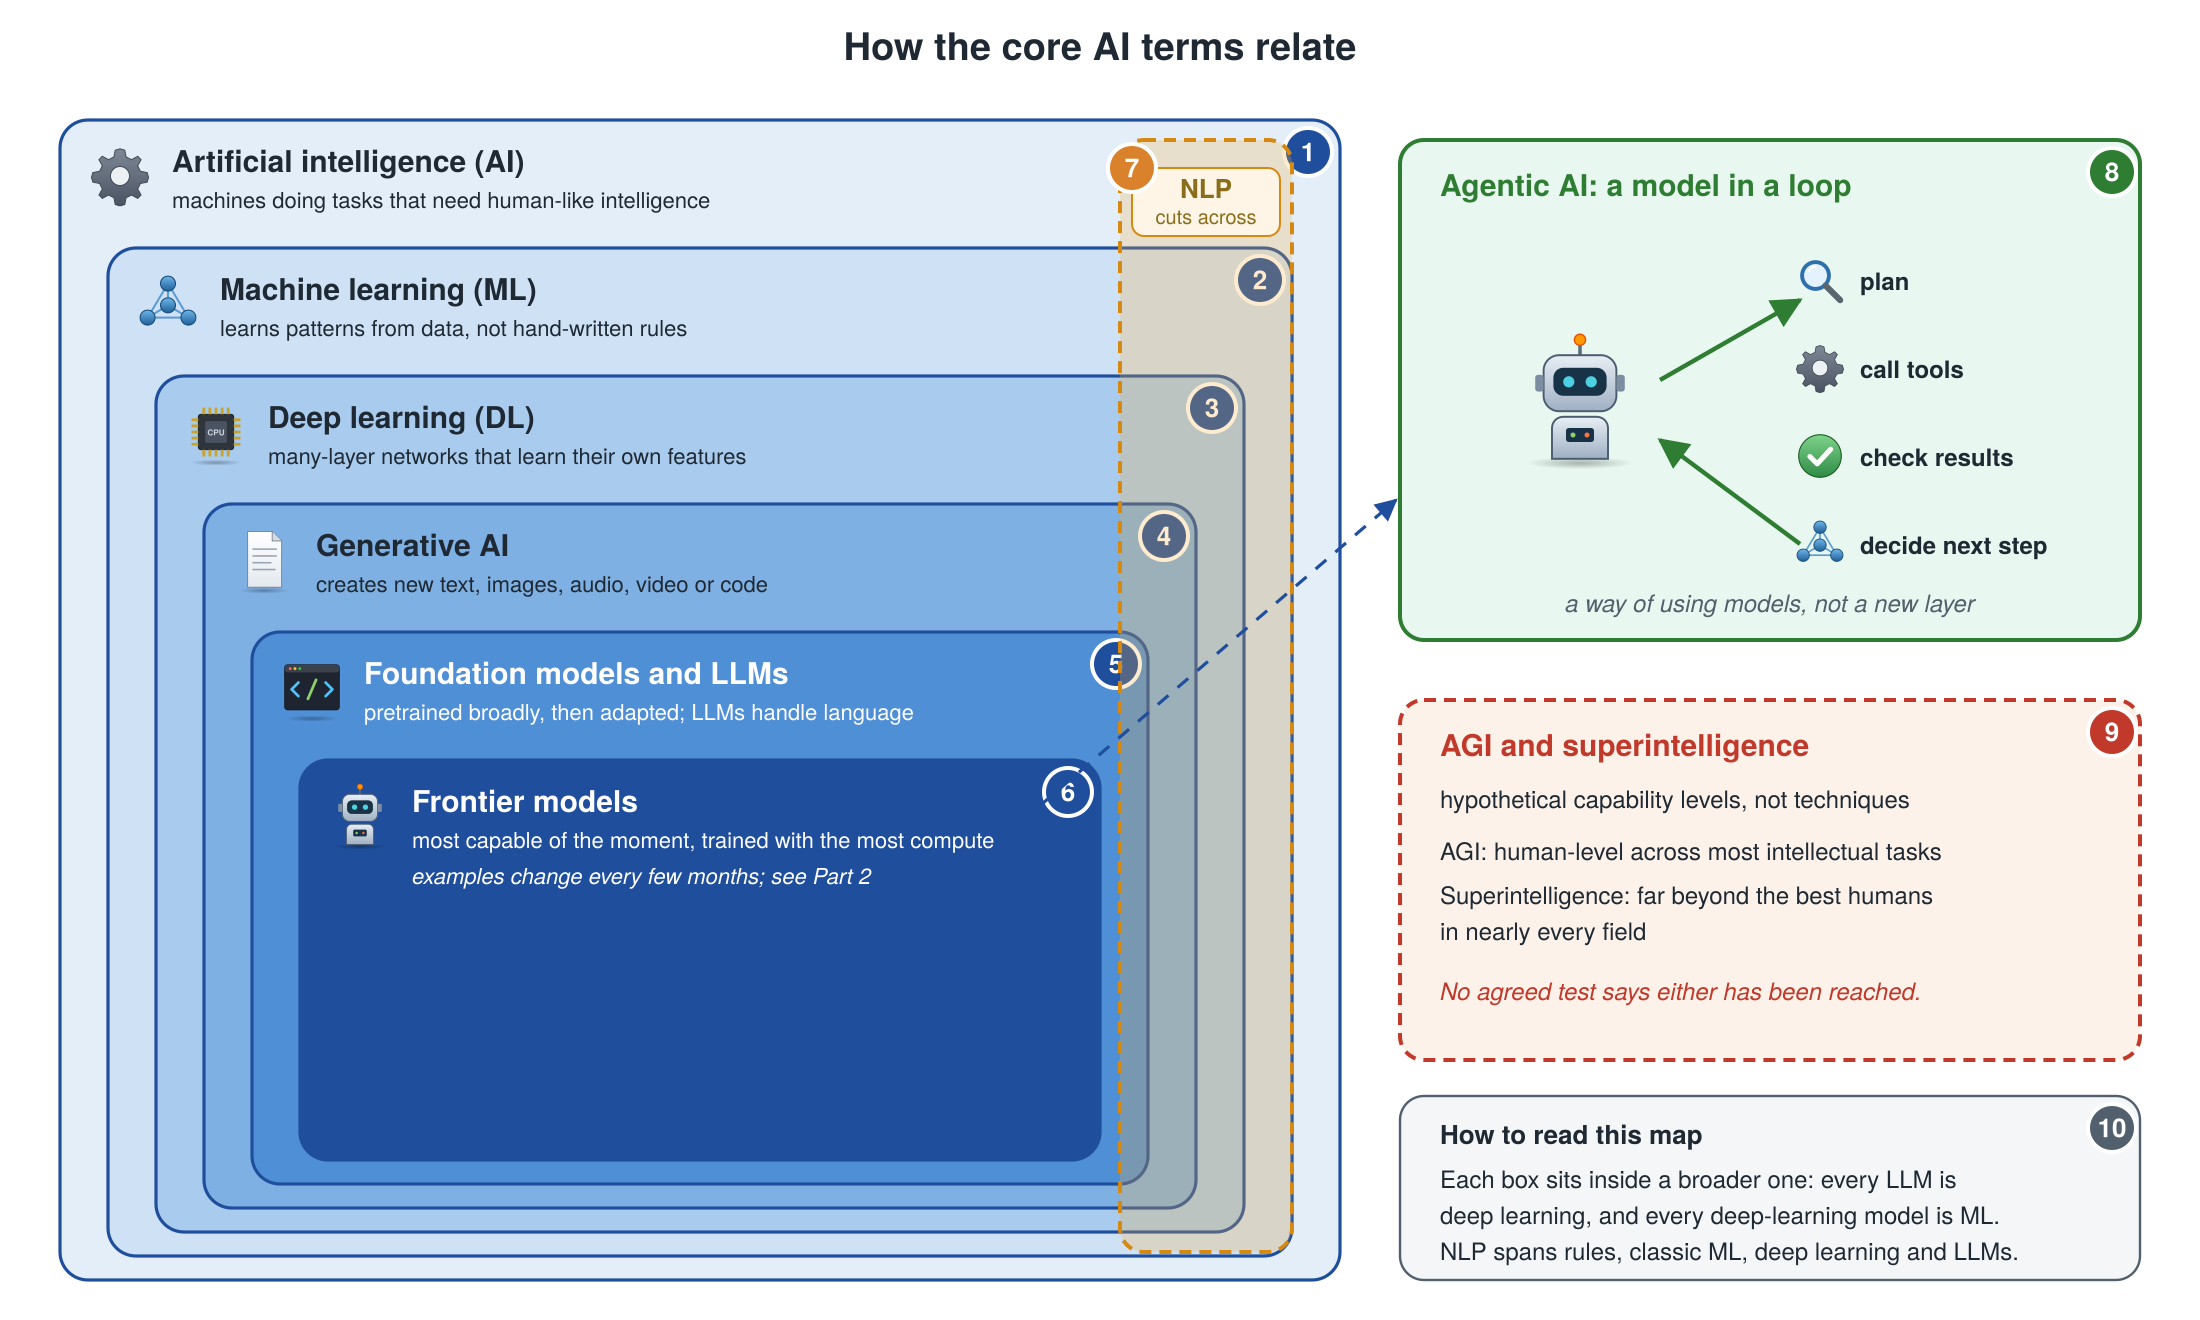 How the core AI terms relate
1
Artificial intelligence (AI)
machines doing tasks that need human-like intelligence
7
NLP
cuts across
2
Machine learning (ML)
learns patterns from data, not hand-written rules
3
Deep learning (DL)
CPU
many-layer networks that learn their own features
4
Generative AI
creates new text, images, audio, video or code
5
Foundation models and LLMs
pretrained broadly, then adapted; LLMs handle language
6
Frontier models
most capable of the moment, trained with the most compute
examples change every few months; see Part 2
8
Agentic AI: a model in a loop
plan
call tools
check results
decide next step
a way of using models, not a new layer
9
AGI and superintelligence
hypothetical capability levels, not techniques
AGI: human-level across most intellectual tasks
Superintelligence: far beyond the best humans
in nearly every field
No agreed test says either has been reached.
10
How to read this map
Each box sits inside a broader one: every LLM is
deep learning, and every deep-learning model is ML.
NLP spans rules, classic ML, deep learning and LLMs.